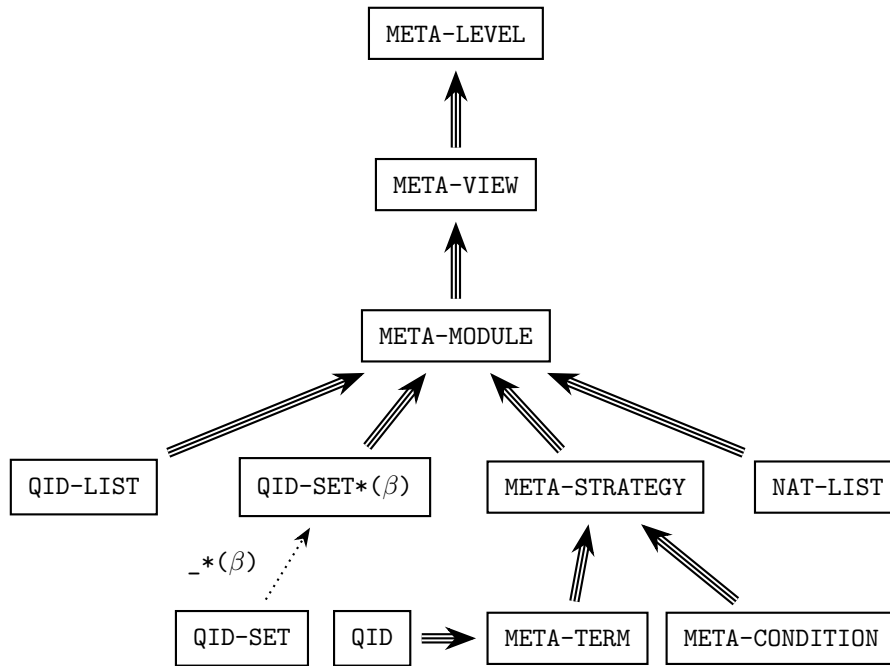 META-LEVEL
META-VIEW
META-MODULE
QID-LIST
QID-SET*(β)
META-STRATEGY
NAT-LIST
_*(β)
QID-SET
QID
META-TERM
META-CONDITION